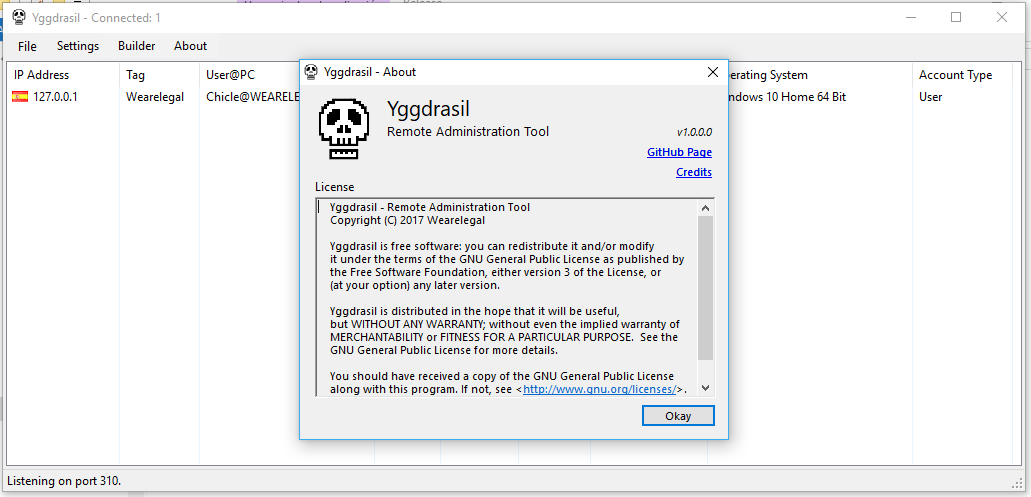 Yggdrasil - Connected: 1
File Settings Builder About
IP Address Tag User@PC Operating System Account Type
127.0.0.1 Wearelegal Chicle@WEARELE ndows 10 Home 64 Bit User
Yggdrasil - About
Yggdrasil
Remote Administration Tool
v1.0.0.0
GitHub Page
Credits
License
Yggdrasil - Remote Administration Tool
Copyright (C) 2017 Wearelegal
Yggdrasil is free software: you can redistribute it and/or modify
it under the terms of the GNU General Public License as published by
the Free Software Foundation, either version 3 of the License, or
(at your option) any later version.
Yggdrasil is distributed in the hope that it will be useful,
but WITHOUT ANY WARRANTY; without even the implied warranty of
MERCHANTABILITY or FITNESS FOR A PARTICULAR PURPOSE.  See the
GNU General Public License for more details.
You should have received a copy of the GNU General Public License
along with this program. If not, see <http://www.gnu.org/licenses/>.
Okay
Listening on port 310.